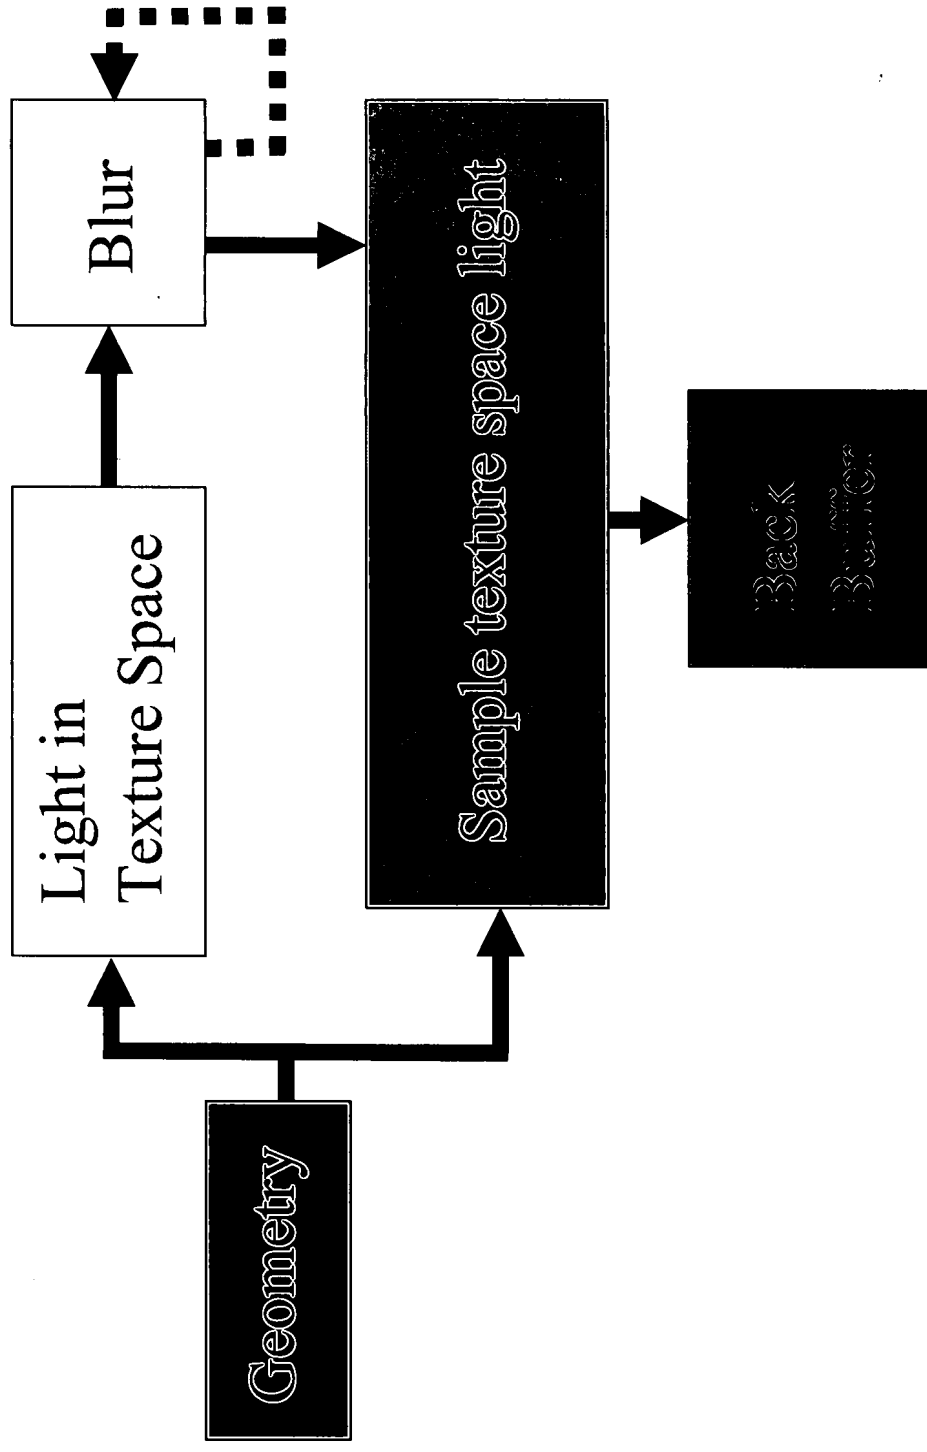 Geometry
Light in
Texture Space
Blur
Sample texture space light
Back
Buffer